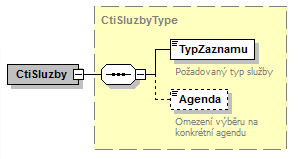 CtiSluzbyType
CtiSluzby
TypZaznamu
Požadovaný typ služby
Agenda
Omezení výběru na
konkrétní agendu